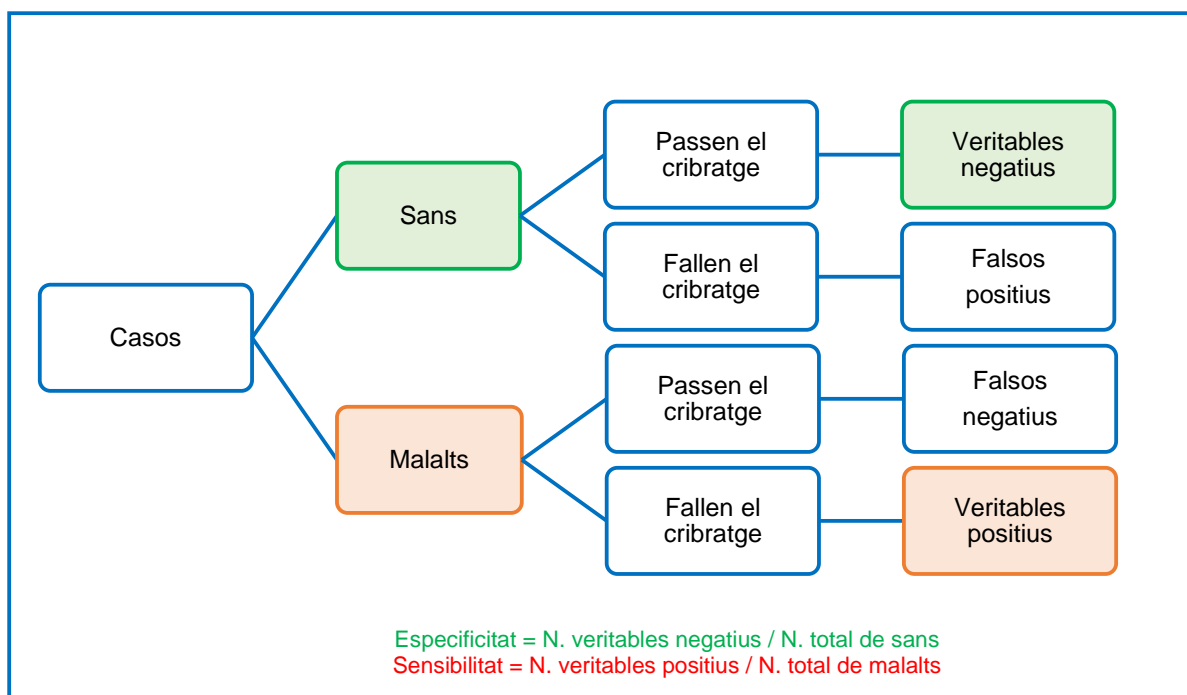 Casos
Sans
Passen el
cribratge
Veritables
negatius
Fallen el
cribratge
Falsos
positius
Malalts
Passen el
cribratge
Falsos
negatius
Fallen el
cribratge
Veritables
positius
Especificitat = N. veritables negatius / N. total de sans
Sensibilitat = N. veritables positius / N. total de malalts